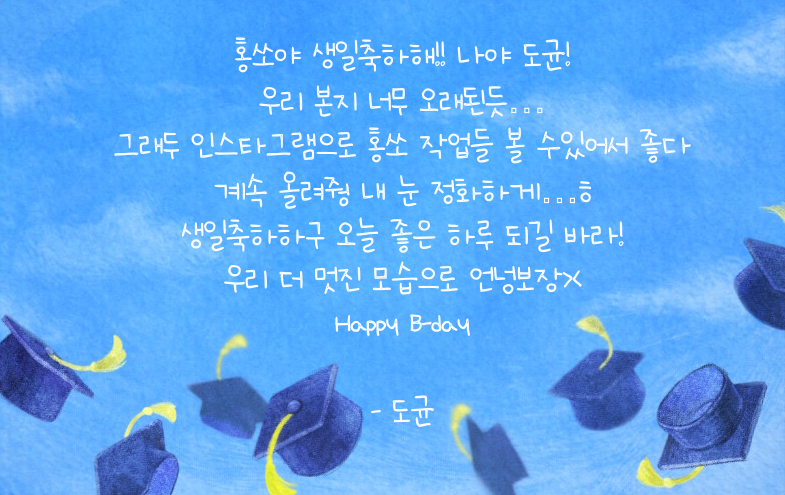 홍쏘야 생일축하해!! 나야 도균!
우리 본지 너무 오래된듯...
그래두 인스타그램으로 홍쏘 작업들 볼 수있어서 좋다
계속 올려줭 내 눈 정화하게...ㅎ
생일축하하구 오늘 좋은 하루 되길 바라!
우리 더 멋진 모습으로 언넝보장X
Happy B-day
- 도균